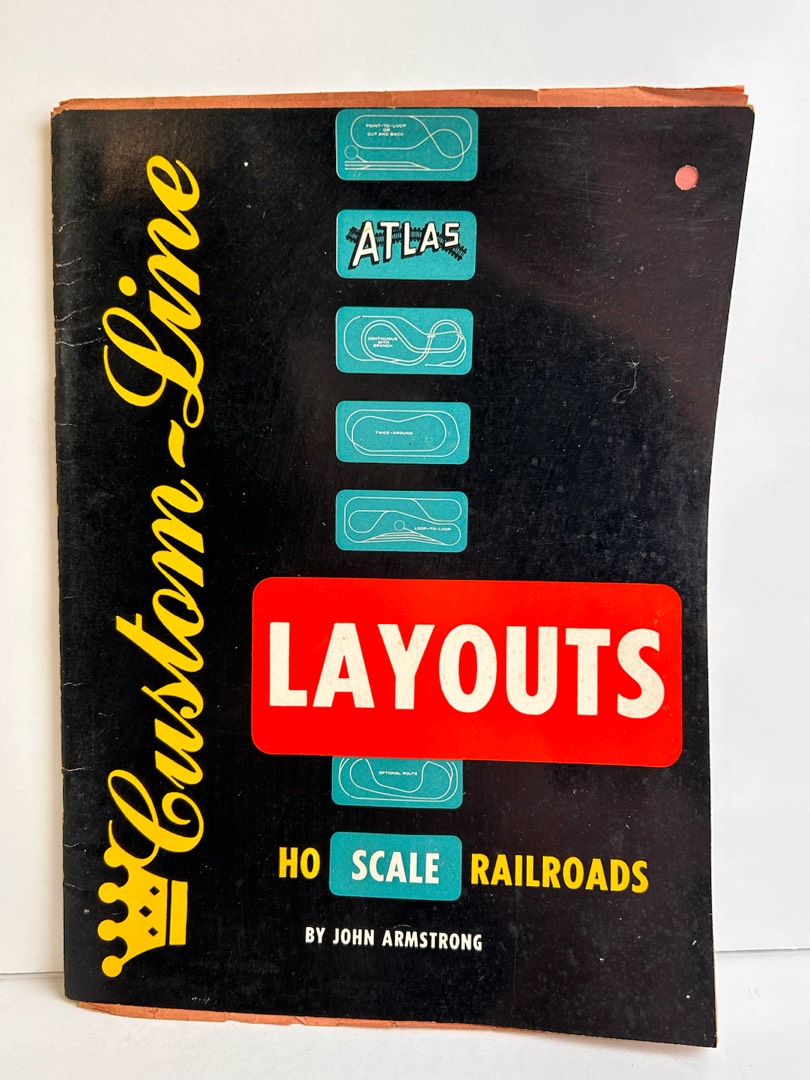 Custom-Line
POINT-TO-LOOP
OR
OUT AND BACK
ATLAS
CONTINUOUS
WITH
BRANCH
TWICE-AROUND
LOOP-TO-LOOP
LAYOUTS
OPTIONAL ROUTE
HO SCALE RAILROADS
BY JOHN ARMSTRONG